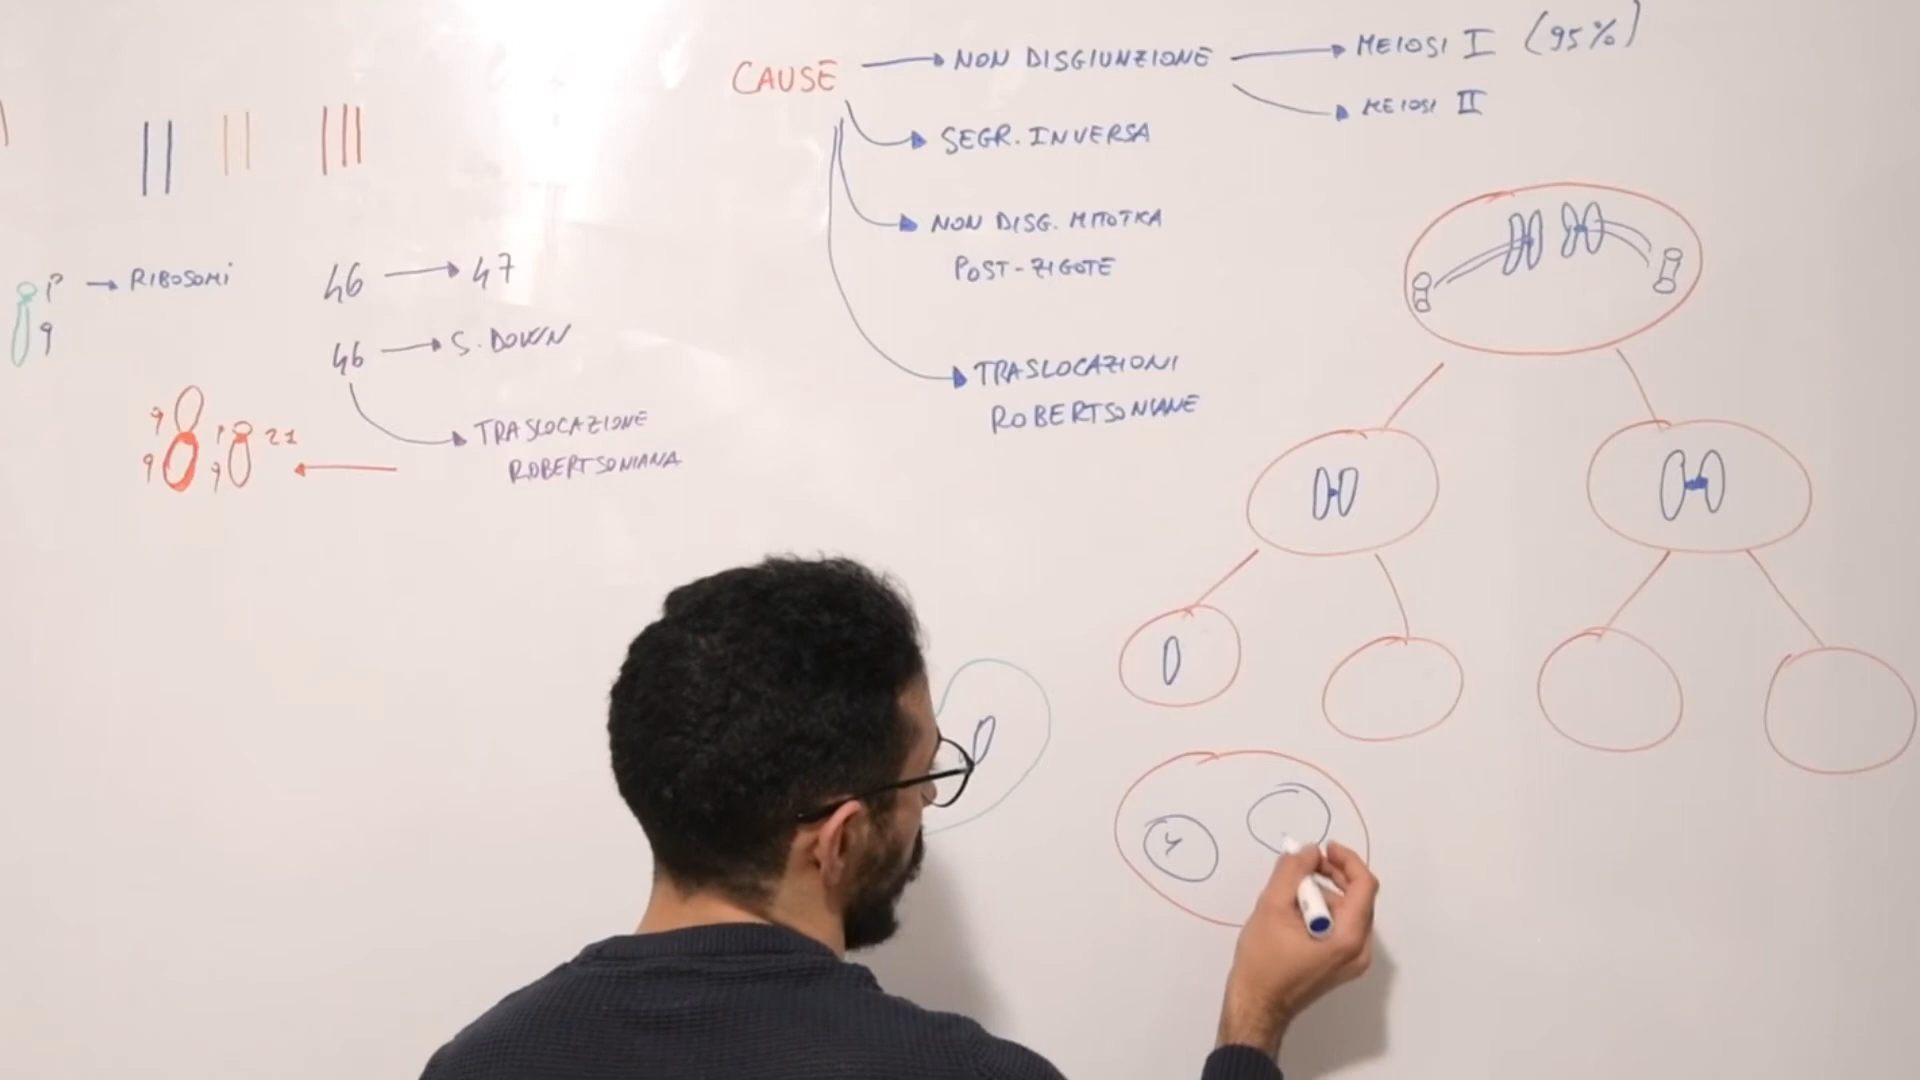 CAUSE → NON DISGIUNZIONE → MEIOSI I (95%)
→ MEIOSI II
→ SEGR. INVERSA
→ NON DISG. MITOTICA
POST-ZIGOTE
→ TRASLOCAZIONI
ROBERTSONIANE
P → RIBOSOMI
q
46 → 47
46 → S. DOWN
→ TRASLOCAZIONE
ROBERTSONIANA
q P 21
q q